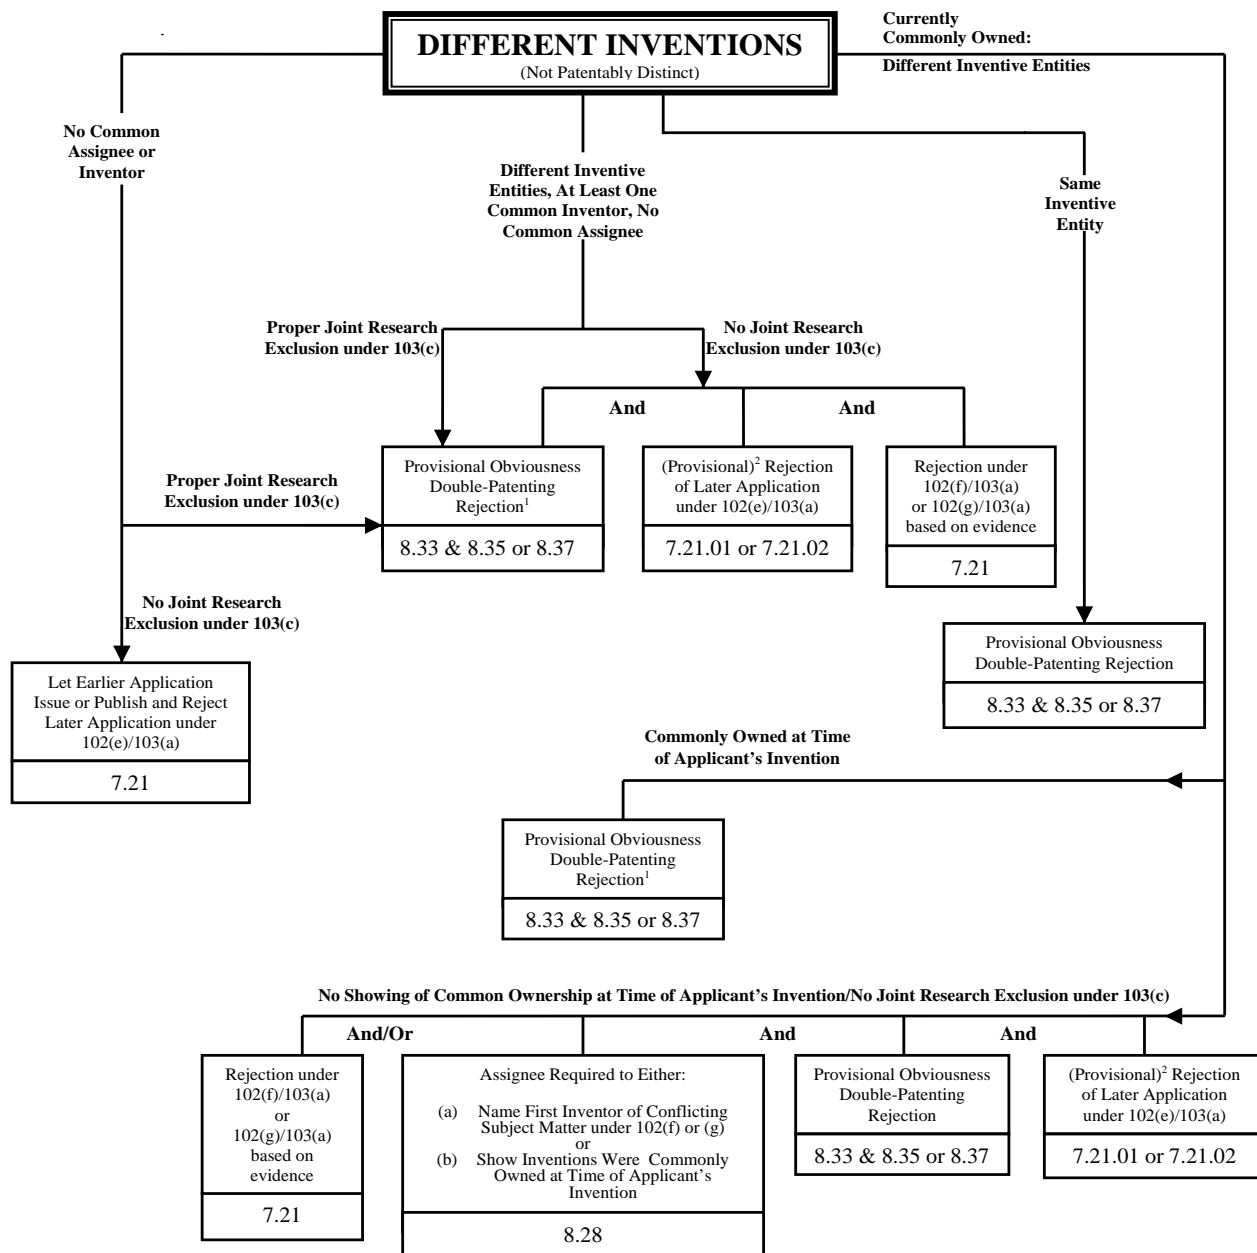 DIFFERENT INVENTIONS
(Not Patentably Distinct)
Currently
Commonly Owned:
Different Inventive Entities
No Common
Assignee or
Inventor
Different Inventive
Entities, At Least One
Common Inventor, No
Common Assignee
Same
Inventive
Entity
Proper Joint Research
Exclusion under 103(c)
No Joint Research
Exclusion under 103(c)
And
And
Proper Joint Research
Exclusion under 103(c)
Provisional Obviousness
Double-Patenting
Rejection1
8.33 & 8.35 or 8.37
(Provisional)2 Rejection
of Later Application
under 102(e)/103(a)
7.21.01 or 7.21.02
Rejection under
102(f)/103(a)
or 102(g)/103(a)
based on evidence
7.21
No Joint Research
Exclusion under 103(c)
Let Earlier Application
Issue or Publish and Reject
Later Application under
102(e)/103(a)
7.21
Provisional Obviousness
Double-Patenting Rejection
8.33 & 8.35 or 8.37
Commonly Owned at Time
of Applicant’s Invention
Provisional Obviousness
Double-Patenting
Rejection1
8.33 & 8.35 or 8.37
No Showing of Common Ownership at Time of Applicant’s Invention/No Joint Research Exclusion under 103(c)
And/Or
And
And
Rejection under
102(f)/103(a)
or
102(g)/103(a)
based on
evidence
7.21
Assignee Required to Either:
(a) Name First Inventor of Conflicting
Subject Matter under 102(f) or (g)
or
(b) Show Inventions Were Commonly
Owned at Time of Applicant’s
Invention
8.28
Provisional Obviousness
Double-Patenting
Rejection
8.33 & 8.35 or 8.37
(Provisional)2 Rejection
of Later Application
under 102(e)/103(a)
7.21.01 or 7.21.02